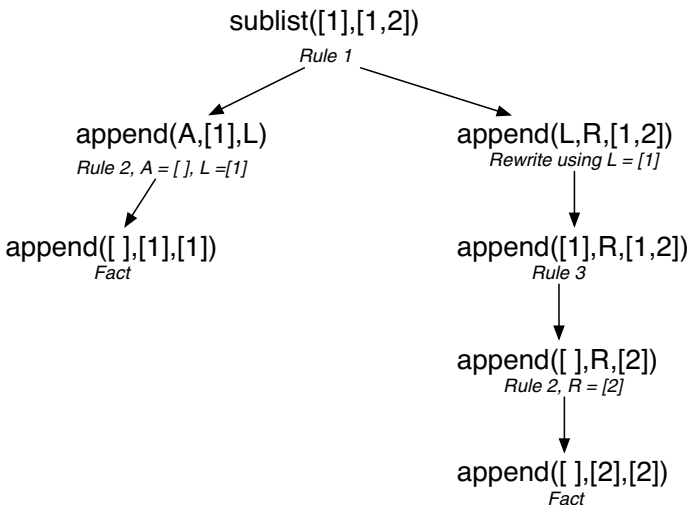 sublist([1],[1,2])
Rule 1
append(A,[1],L)
Rule 2, A = [ ], L =[1]
append([ ],[1],[1])
Fact
append(L,R,[1,2])
Rewrite using L = [1]
append([1],R,[1,2])
Rule 3
append([ ],R,[2])
Rule 2, R = [2]
append([ ],[2],[2])
Fact